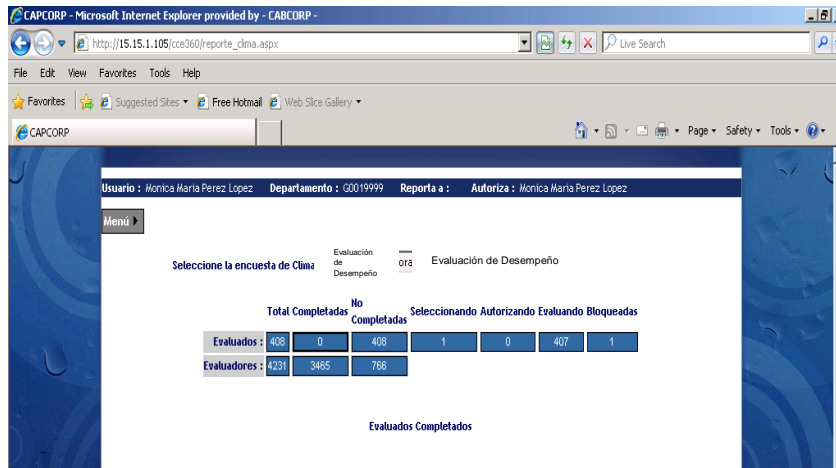 CAPCORP - Microsoft Internet Explorer provided by - CABCORP -
http://15.15.1.105/cce360/reporte_clima.aspx
Live Search
File Edit View Favorites Tools Help
Favorites Suggested Sites Free Hotmail Web Slice Gallery
CAPCORP
Page Safety Tools
Usuario : Monica Maria Perez Lopez Departamento : G0019999 Reporta a : Autoriza : Monica Maria Perez Lopez
Menú
Seleccione la encuesta de Clima Evaluación de Desempeño ora Evaluación de Desempeño
Total Completadas No Completadas Seleccionando Autorizando Evaluando Bloqueadas
Evaluados : 408 0 408 1 0 407 1
Evaluadores : 4231 3465 766
Evaluados Completados